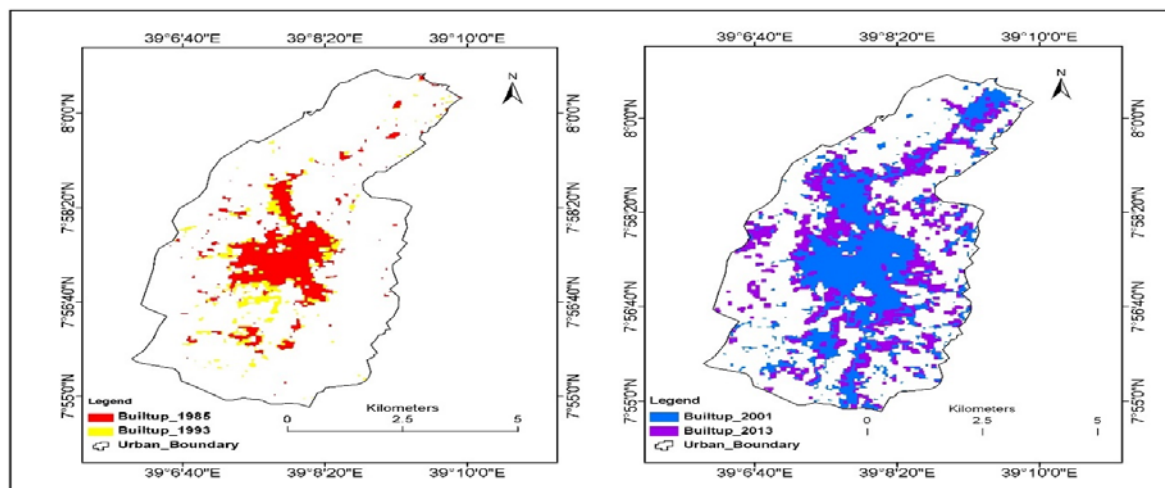 39°6'40"E 39°8'20"E 39°10'0"E
N
8°0'0"N 8°0'0"N
7°58'20"N 7°58'20"N
7°56'40"N 7°56'40"N
7°55'0"N 7°55'0"N
Legend
Builtup_1985
Builtup_1993
Urban_Boundary
Kilometers
0 2.5 5
39°6'40"E 39°8'20"E 39°10'0"E
39°6'40"E 39°8'20"E 39°10'0"E
N
8°0'0"N 8°0'0"N
7°58'20"N 7°58'20"N
7°56'40"N 7°56'40"N
7°55'0"N 7°55'0"N
Legend
Builtup_2001
Builtup_2013
Urban_Boundary
Kilometers
0 2.5 5
39°6'40"E 39°8'20"E 39°10'0"E